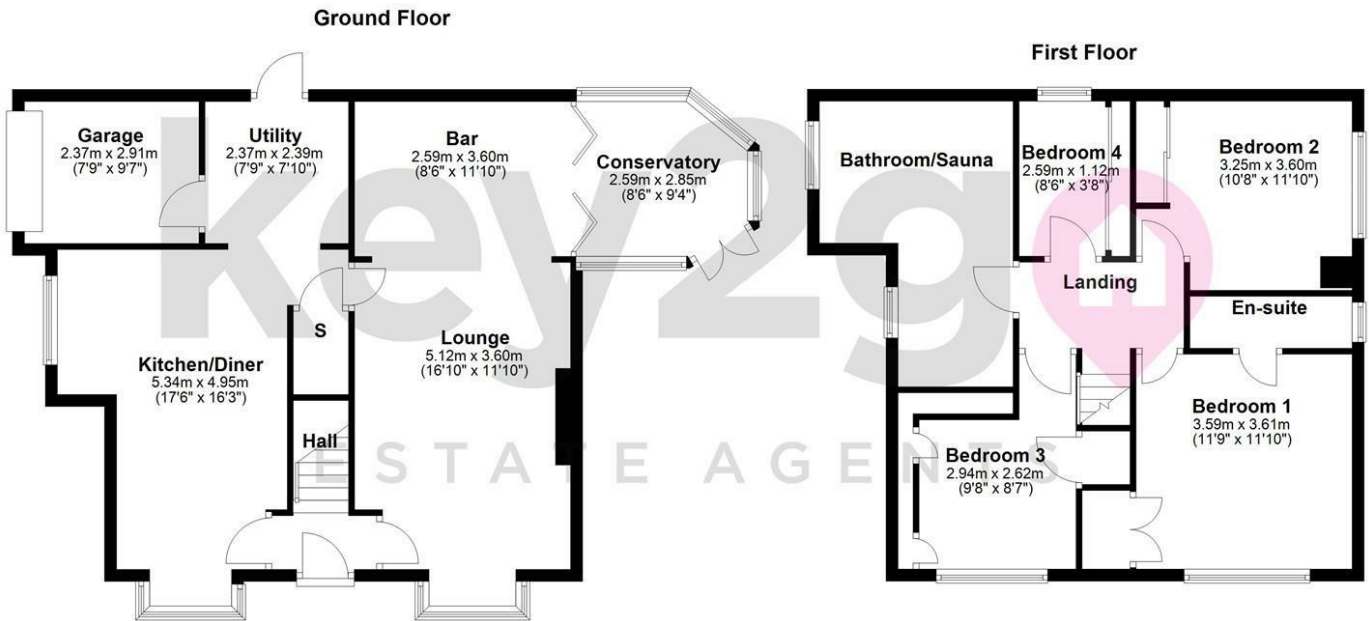 Ground Floor
Garage
2.37m x 2.91m
(7'9" x 9'7")
Utility
2.37m x 2.39m
(7'9" x 7'10")
Bar
2.59m x 3.60m
(8'6" x 11'10")
Conservatory
2.59m x 2.85m
(8'6" x 9'4")
Kitchen/Diner
5.34m x 4.95m
(17'6" x 16'3")
S
Lounge
5.12m x 3.60m
(16'10" x 11'10")
Hall
First Floor
Bathroom/Sauna
Bedroom 4
2.59m x 1.12m
(8'6" x 3'8")
Bedroom 2
3.25m x 3.60m
(10'8" x 11'10")
Landing
En-suite
Bedroom 3
2.94m x 2.62m
(9'8" x 8'7")
Bedroom 1
3.59m x 3.61m
(11'9" x 11'10")
key2g
ESTATE AGENTS